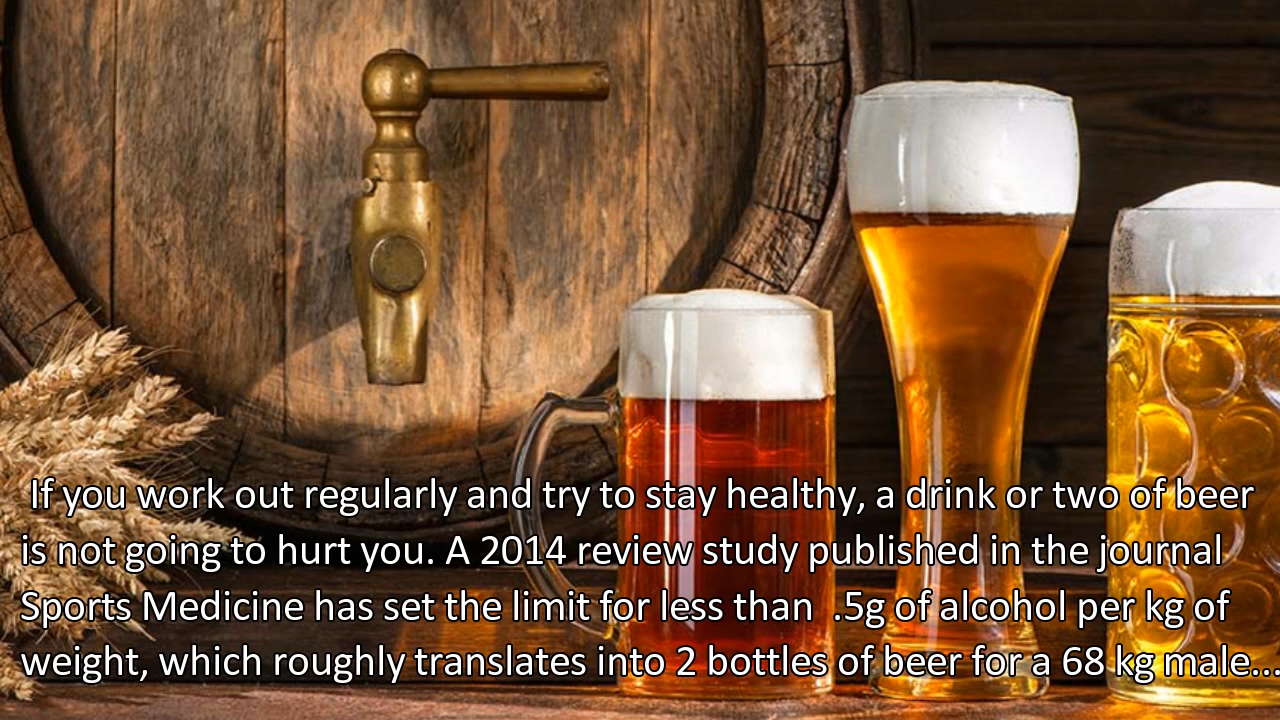 If you work out regularly and try to stay healthy, a drink or two of beer
is not going to hurt you. A 2014 review study published in the journal
Sports Medicine has set the limit for less than .5g of alcohol per kg of
weight, which roughly translates into 2 bottles of beer for a 68 kg male...